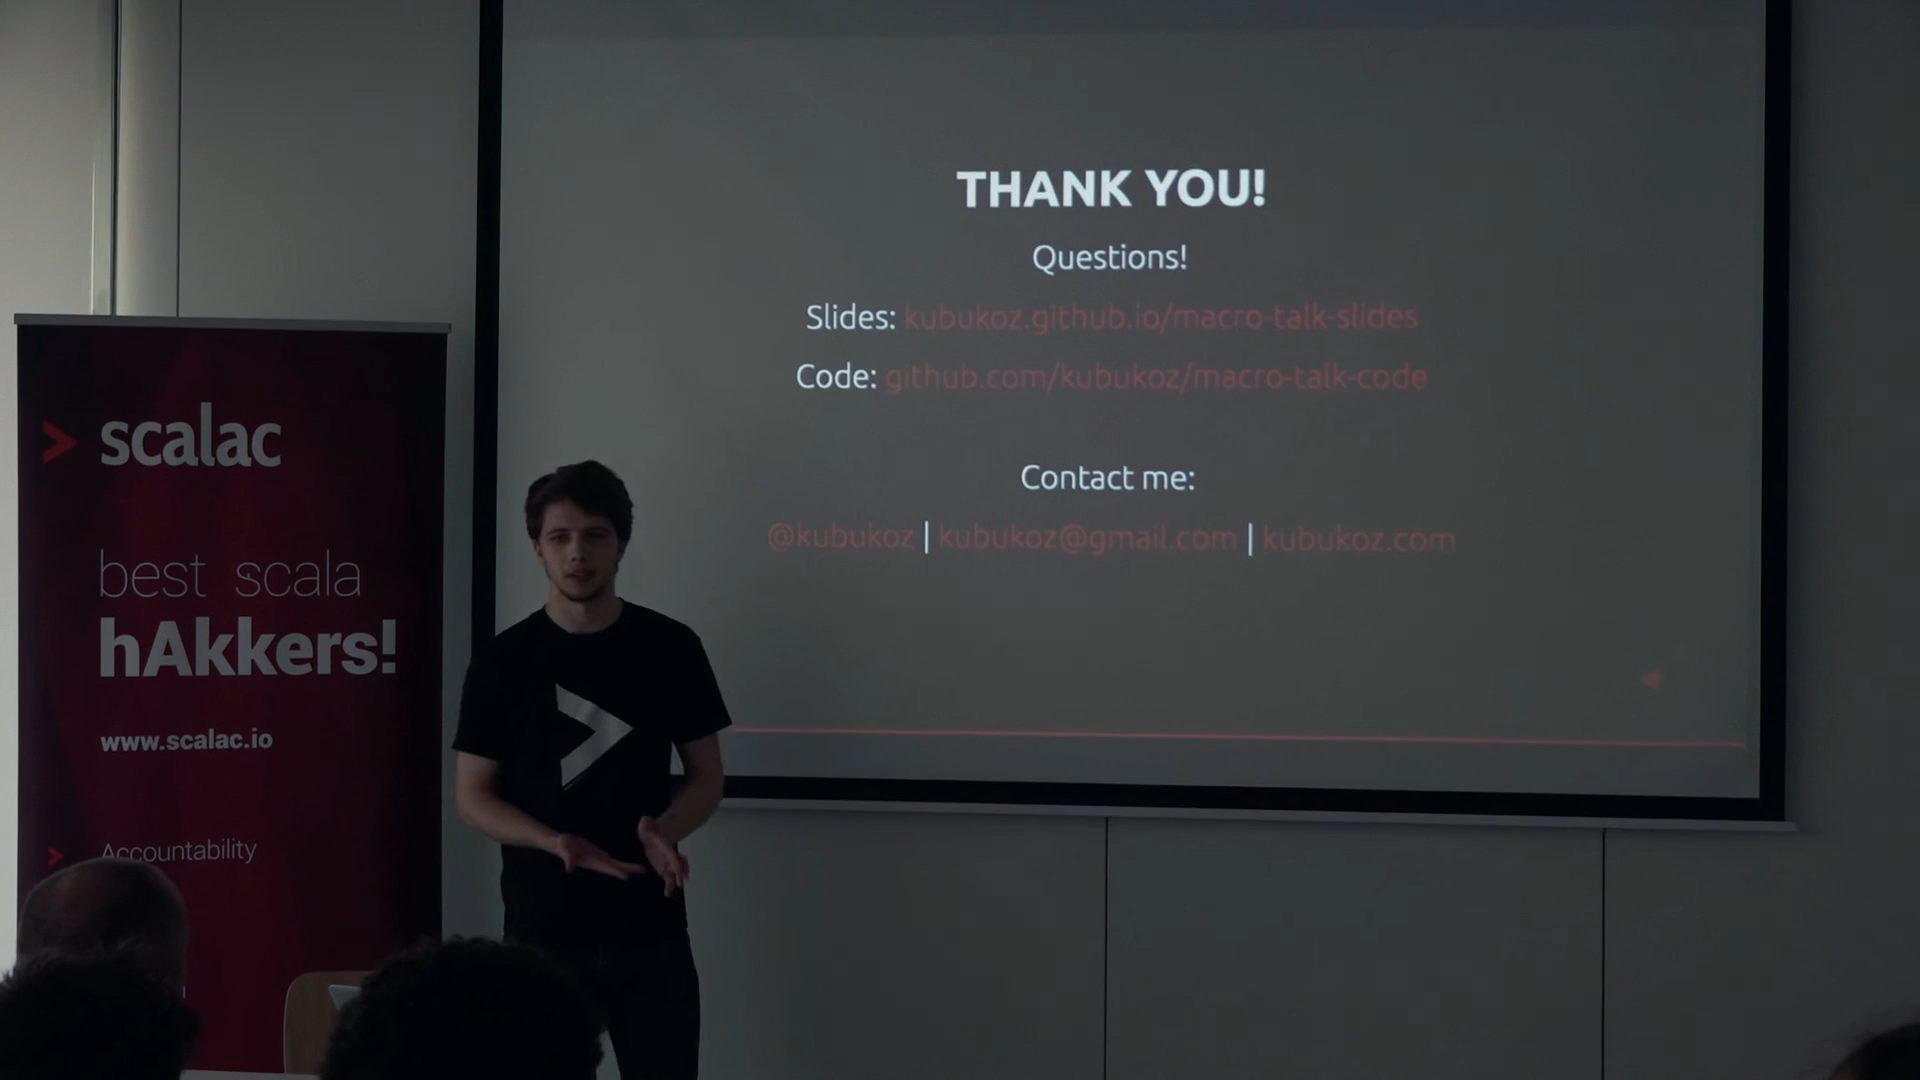 THANK YOU!
Questions!
Slides: kubukoz.github.io/macro-talk-slides
Code: github.com/kubukoz/macro-talk-code
Contact me:
@kubukoz | kubukoz@gmail.com | kubukoz.com
> scalac
best scala
hAkkers!
www.scalac.io
> Accountability